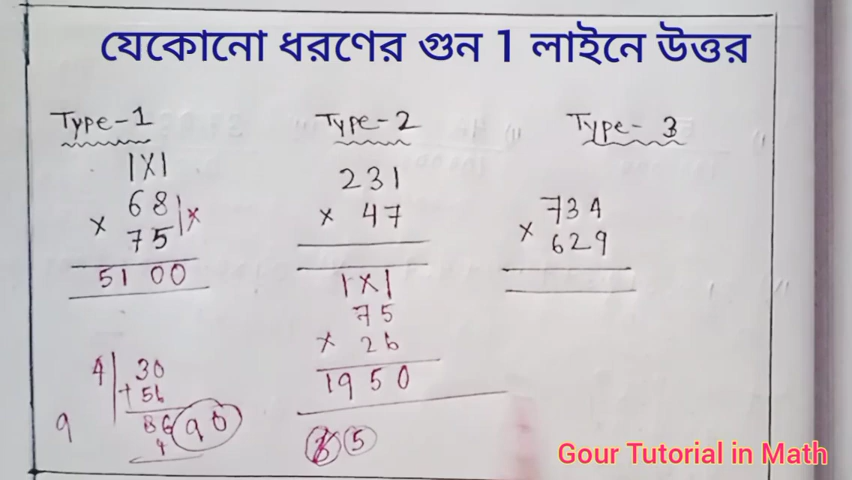 যেকোনো ধরণের গুন 1 লাইনে উত্তর
Type-1
1X1
68
x 75
5100
4 30
+ 56
86
4
90
9
Type-2
231
x 47
1X1
75
x 26
1950
5
Type- 3
734
x 629
Gour Tutorial in Math